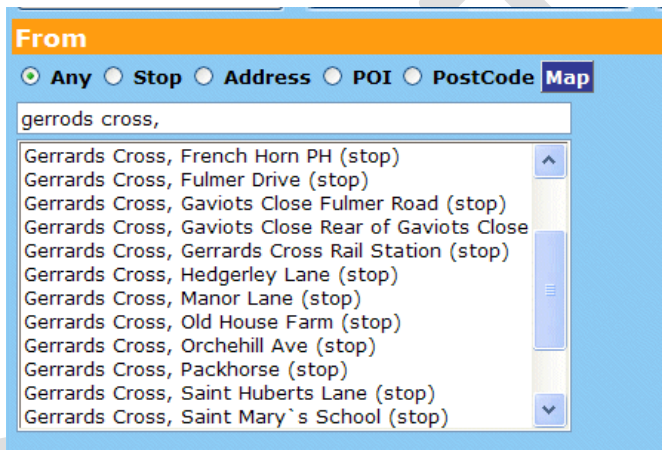 From
Any Stop Address POI PostCode Map
gerrods cross,
Gerrards Cross, French Horn PH (stop)
Gerrards Cross, Fulmer Drive (stop)
Gerrards Cross, Gaviots Close Fulmer Road (stop)
Gerrards Cross, Gaviots Close Rear of Gaviots Close
Gerrards Cross, Gerrards Cross Rail Station (stop)
Gerrards Cross, Hedgerley Lane (stop)
Gerrards Cross, Manor Lane (stop)
Gerrards Cross, Old House Farm (stop)
Gerrards Cross, Orchehill Ave (stop)
Gerrards Cross, Packhorse (stop)
Gerrards Cross, Saint Huberts Lane (stop)
Gerrards Cross, Saint Mary`s School (stop)